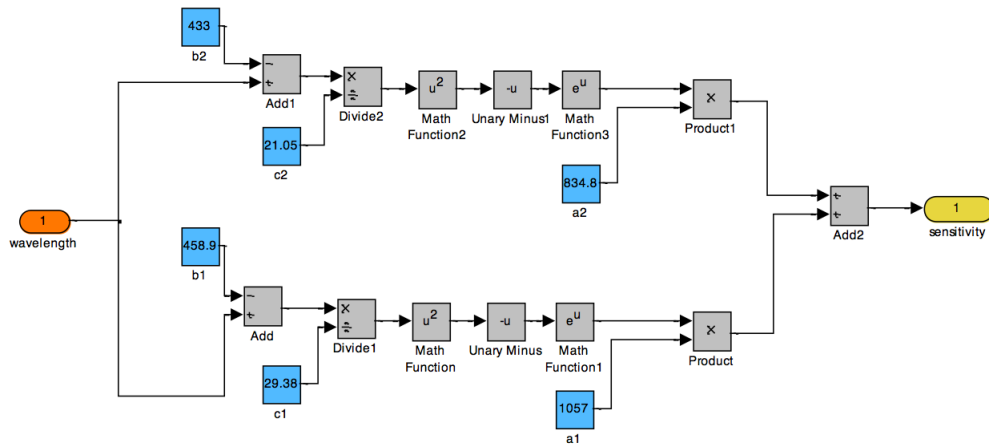 433
b2
-
+
Add1
×
÷
Divide2
21.05
c2
u²
Math
Function2
-u
Unary Minus1
eᵘ
Math
Function3
834.8
a2
×
Product1
1
wavelength
+
+
Add2
1
sensitivity
458.9
b1
-
+
Add
×
÷
Divide1
29.38
c1
u²
Math
Function
-u
Unary Minus
eᵘ
Math
Function1
1057
a1
×
Product